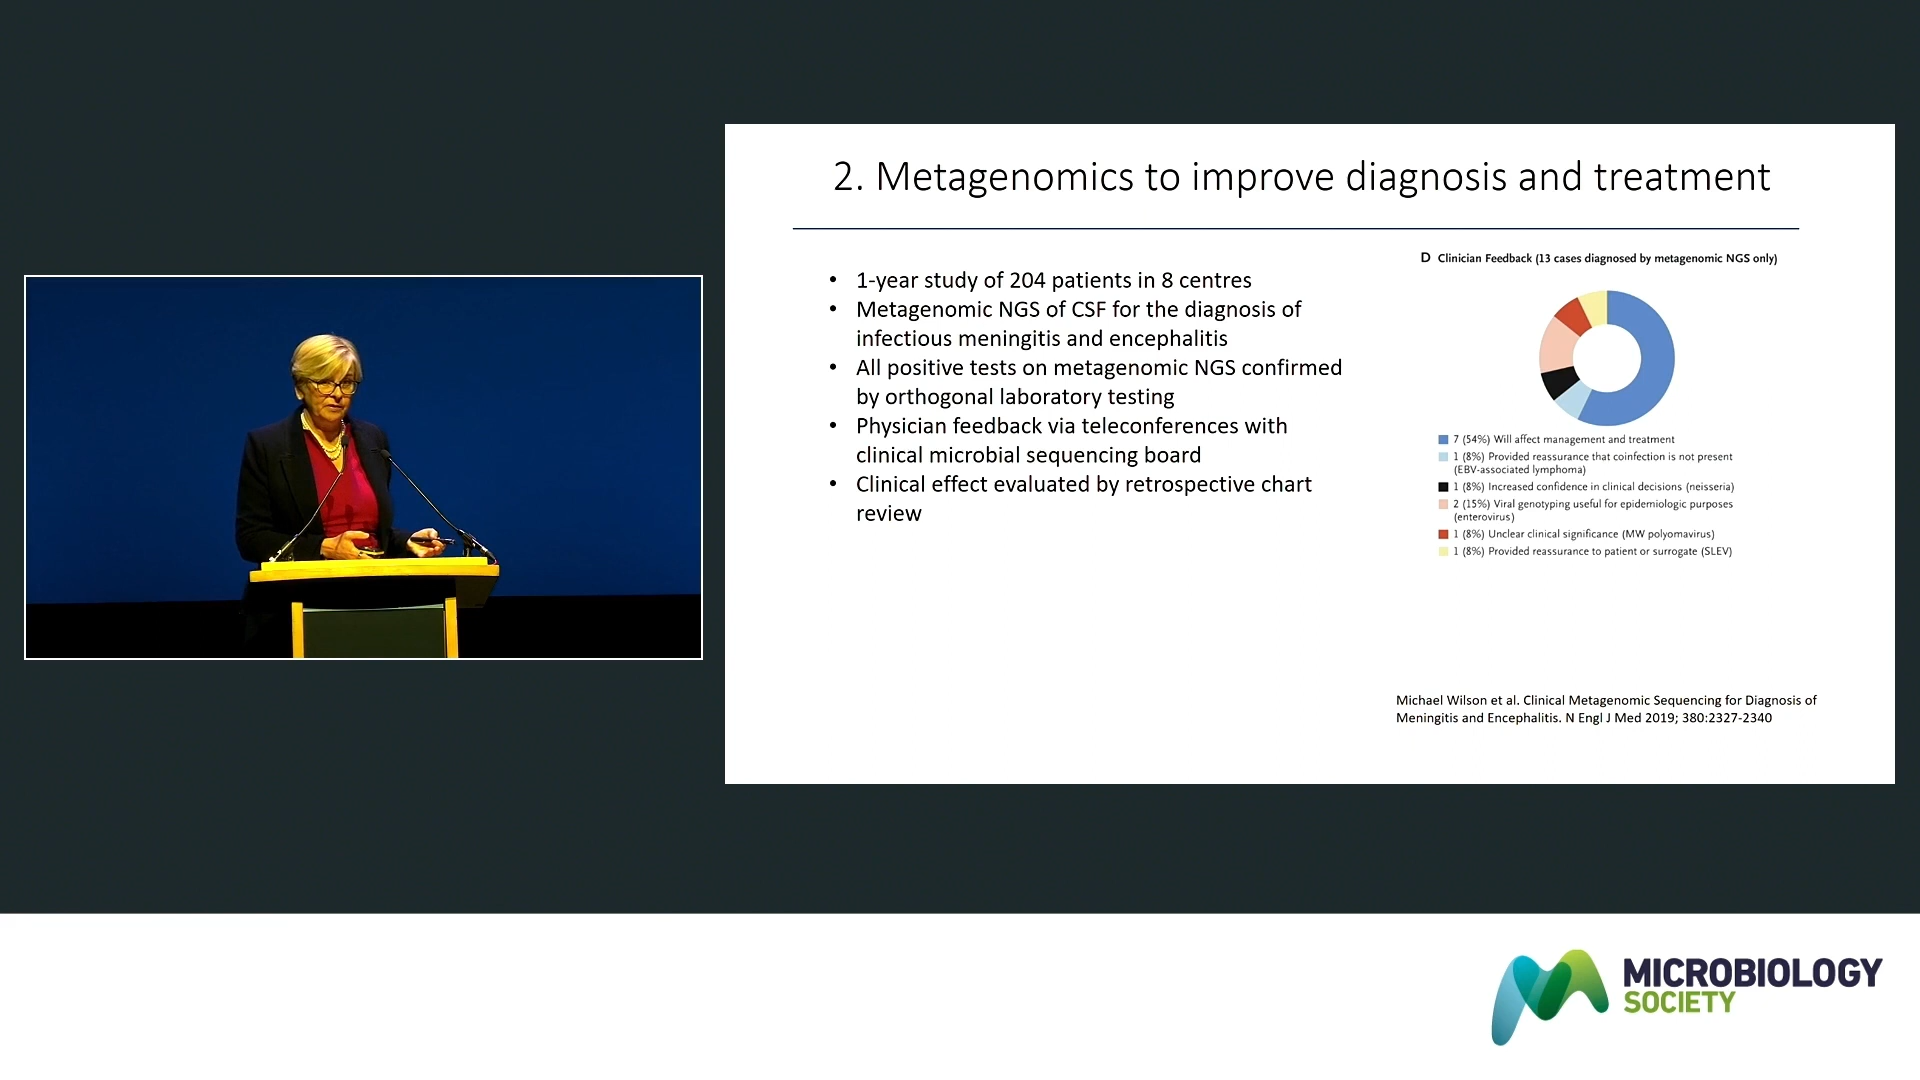 2. Metagenomics to improve diagnosis and treatment
• 1-year study of 204 patients in 8 centres
• Metagenomic NGS of CSF for the diagnosis of
infectious meningitis and encephalitis
• All positive tests on metagenomic NGS confirmed
by orthogonal laboratory testing
• Physician feedback via teleconferences with
clinical microbial sequencing board
• Clinical effect evaluated by retrospective chart
review
D Clinician Feedback (13 cases diagnosed by metagenomic NGS only)
7 (54%) Will affect management and treatment
1 (8%) Provided reassurance that coinfection is not present
(EBV-associated lymphoma)
1 (8%) Increased confidence in clinical decisions (neisseria)
2 (15%) Viral genotyping useful for epidemiologic purposes
(enterovirus)
1 (8%) Unclear clinical significance (MW polyomavirus)
1 (8%) Provided reassurance to patient or surrogate (SLEV)
Michael Wilson et al. Clinical Metagenomic Sequencing for Diagnosis of
Meningitis and Encephalitis. N Engl J Med 2019; 380:2327-2340
MICROBIOLOGY
SOCIETY